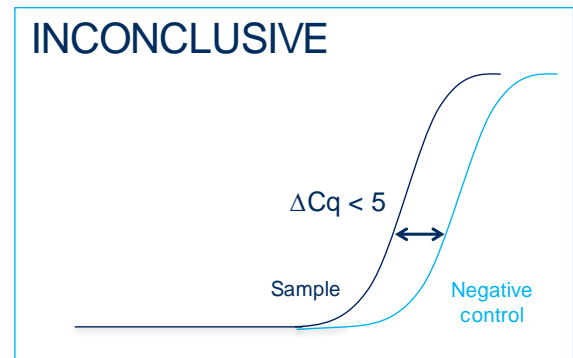 INCONCLUSIVE
ΔCq < 5
Sample
Negative
control